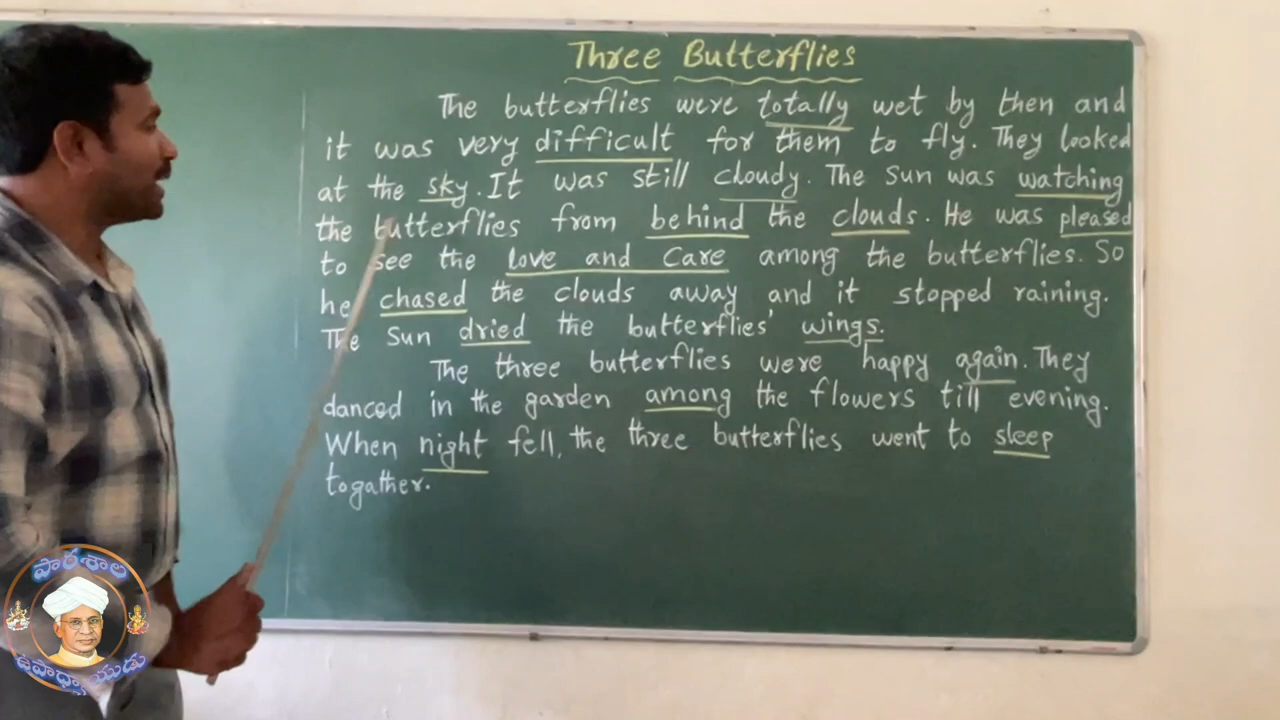 Three Butterflies
The butterflies were totally wet by then and
it was very difficult for them to fly. They looked
at the sky. It was still cloudy. The Sun was watching
the butterflies from behind the clouds. He was pleased
to see the love and care among the butterflies. So
he chased the clouds away and it stopped raining.
The Sun dried the butterflies' wings.
The three butterflies were happy again. They
danced in the garden among the flowers till evening.
When night fell, the three butterflies went to sleep
togather.
పాఠశాల
ఉపాధ్యాయుడు